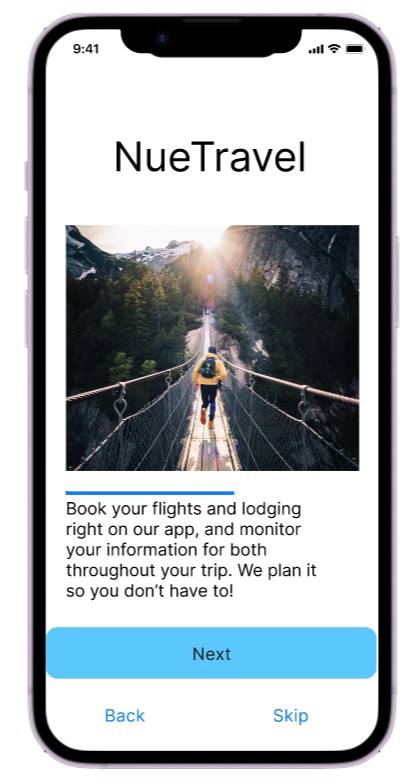 9:41
NueTravel
Book your flights and lodging
right on our app, and monitor
your information for both
throughout your trip. We plan it
so you don’t have to!
Next
Back
Skip